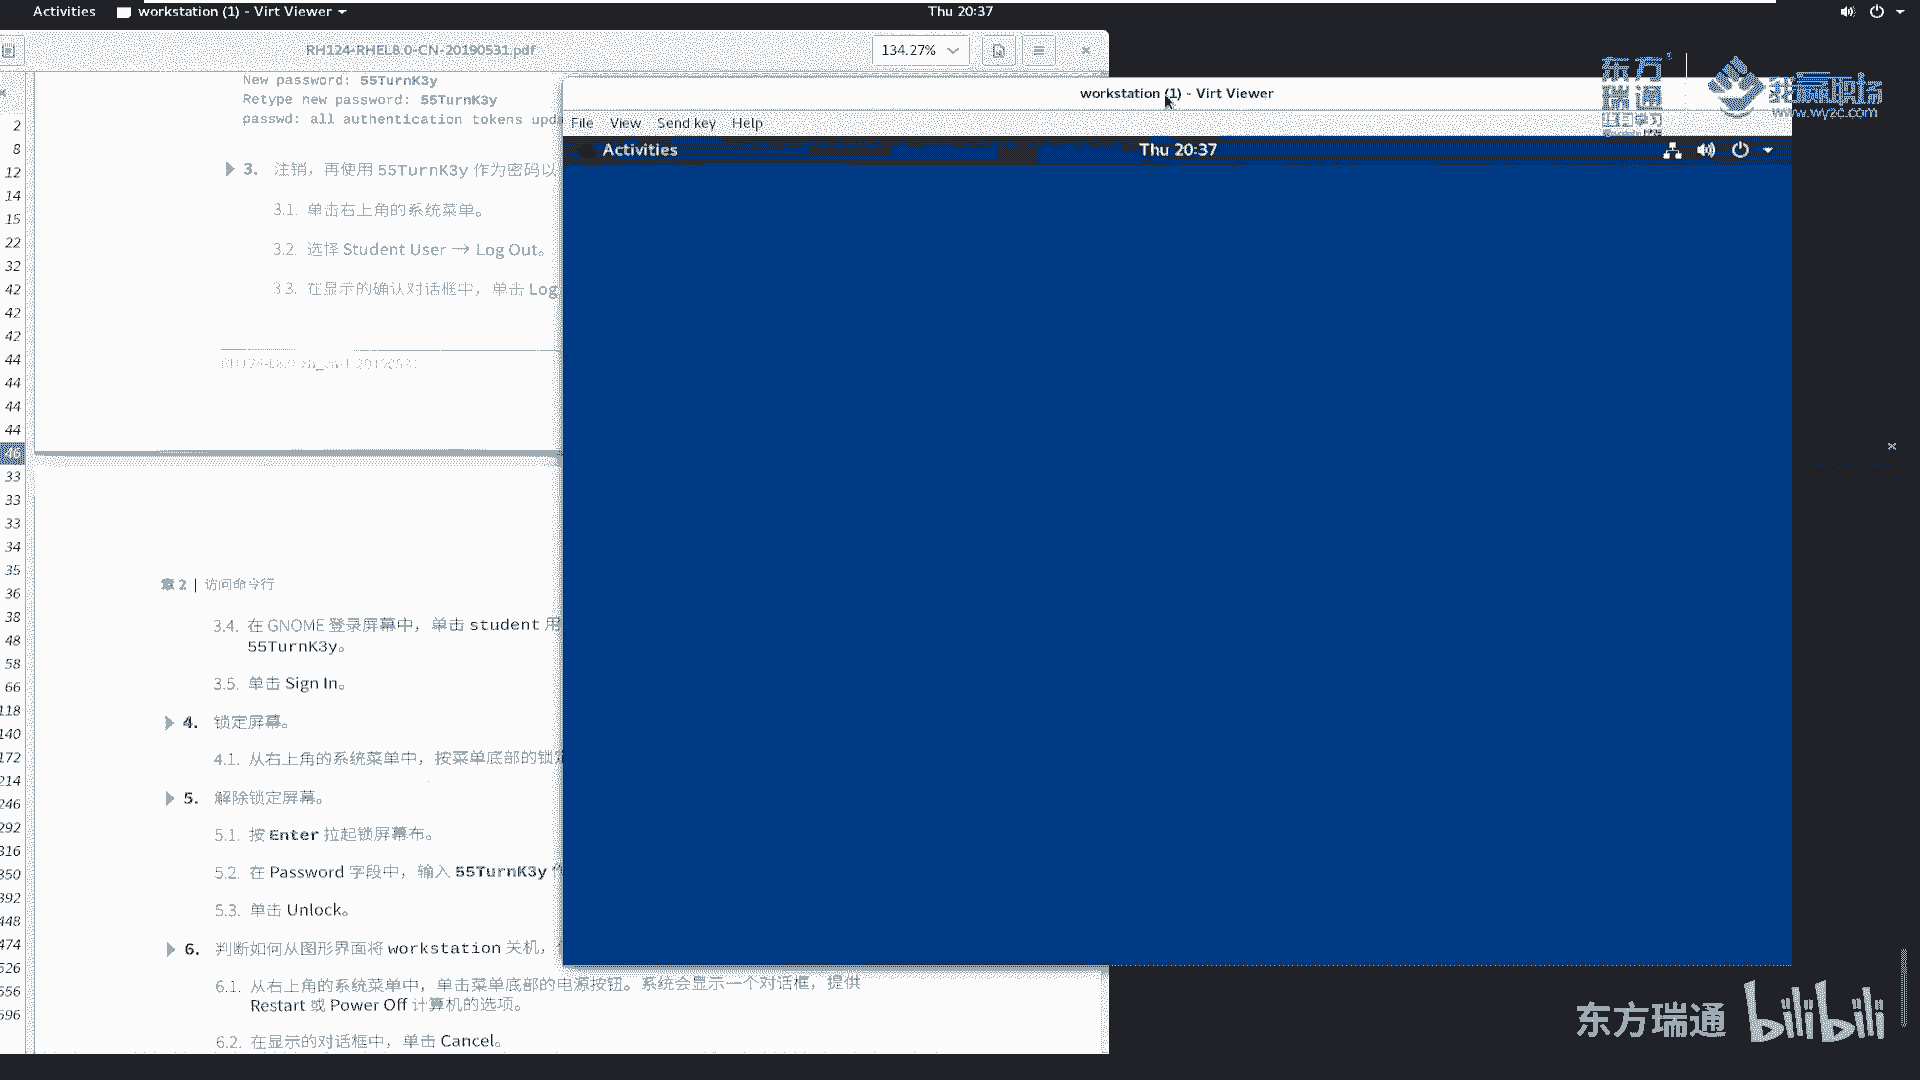 Activities
workstation (1) - Virt Viewer
Thu 20:37
RH124-RHEL8.0-CN-20190531.pdf
134.27%
New password: 55TurnK3y
Retype new password: 55TurnK3y
passwd: all authentication tokens upd
3. 注销，再使用 55TurnK3y 作为密码以
3.1. 单击右上角的系统菜单。
3.2. 选择 Student User → Log Out。
3.3. 在显示的确认对话框中，单击 Log
章 2 | 访问命令行
3.4. 在 GNOME 登录屏幕中，单击 student 用
55TurnK3y。
3.5. 单击 Sign In。
4. 锁定屏幕。
4.1. 从右上角的系统菜单中，按菜单底部的锁定
5. 解除锁定屏幕。
5.1. 按 Enter 拉起锁屏幕布。
5.2. 在 Password 字段中，输入 55TurnK3y 作
5.3. 单击 Unlock。
6. 判断如何从图形界面将 workstation 关机，
6.1. 从右上角的系统菜单中，单击菜单底部的电源按钮。系统会显示一个对话框，提供
Restart 或 Power Off 计算机的选项。
6.2. 在显示的对话框中，单击 Cancel。
2
8
12
14
15
22
32
42
42
42
44
44
44
44
46
33
33
33
34
35
36
38
48
58
66
118
140
172
214
246
292
316
350
392
448
474
526
556
596
workstation (1) - Virt Viewer
File View Send key Help
Activities
Thu 20:37
东方瑞通
我赢职场
www.wyzc.com
东方瑞通
bilibili